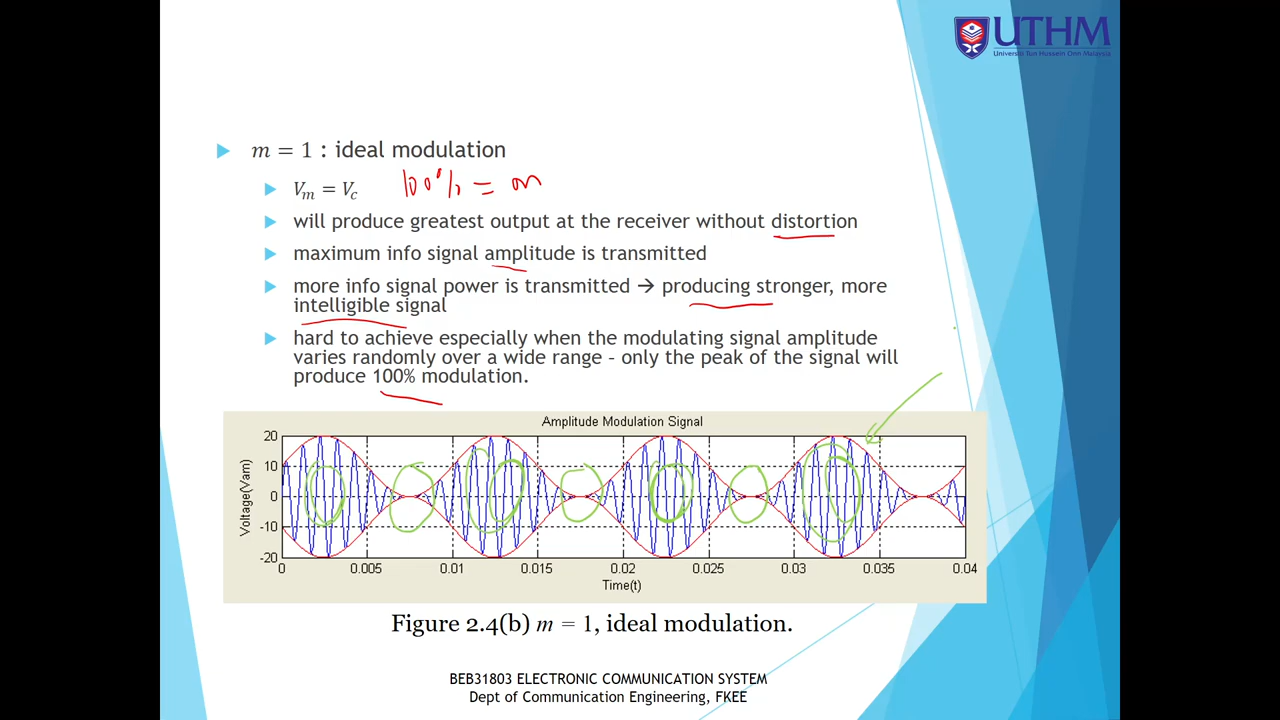 UTHM
Universiti Tun Hussein Onn Malaysia
m = 1 : ideal modulation
Vₘ = V꜀ 100% = m
will produce greatest output at the receiver without distortion
maximum info signal amplitude is transmitted
more info signal power is transmitted → producing stronger, more
intelligible signal
hard to achieve especially when the modulating signal amplitude
varies randomly over a wide range – only the peak of the signal will
produce 100% modulation.
Amplitude Modulation Signal
Voltage(Vam)
20
10
0
-10
-20
0 0.005 0.01 0.015 0.02 0.025 0.03 0.035 0.04
Time(t)
Figure 2.4(b) m = 1, ideal modulation.
BEB31803 ELECTRONIC COMMUNICATION SYSTEM
Dept of Communication Engineering, FKEE